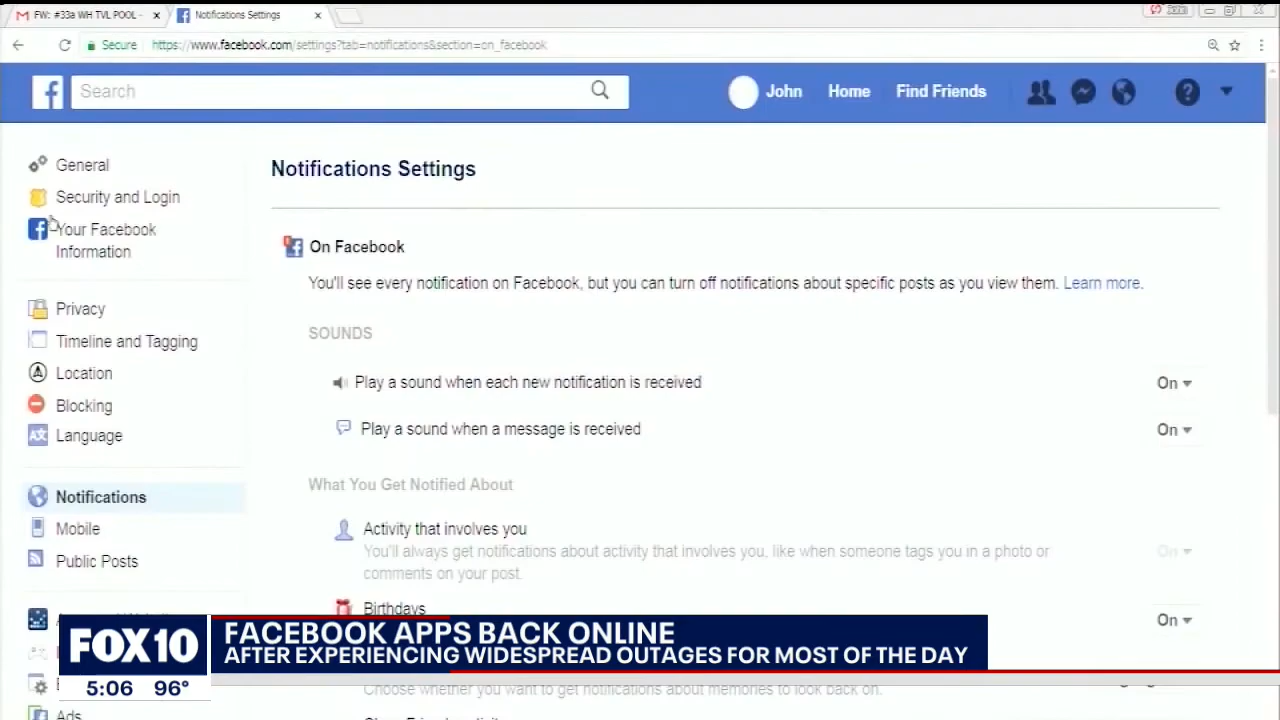 FW: #33a WH TVL POOL -
Notifications Settings
Secure
https://www.facebook.com/settings?tab=notifications&section=on_facebook
Search
John
Home
Find Friends
General
Security and Login
Your Facebook
Information
Privacy
Timeline and Tagging
Location
Blocking
Language
Notifications
Mobile
Public Posts
Ads
Notifications Settings
On Facebook
You'll see every notification on Facebook, but you can turn off notifications about specific posts as you view them. Learn more.
SOUNDS
Play a sound when each new notification is received
On
Play a sound when a message is received
On
What You Get Notified About
Activity that involves you
You'll always get notifications about activity that involves you, like when someone tags you in a photo or
comments on your post.
On
Birthdays
On
Choose whether you want to get notifications about memories to look back on.
FOX 10
5:06 96°
FACEBOOK APPS BACK ONLINE
AFTER EXPERIENCING WIDESPREAD OUTAGES FOR MOST OF THE DAY